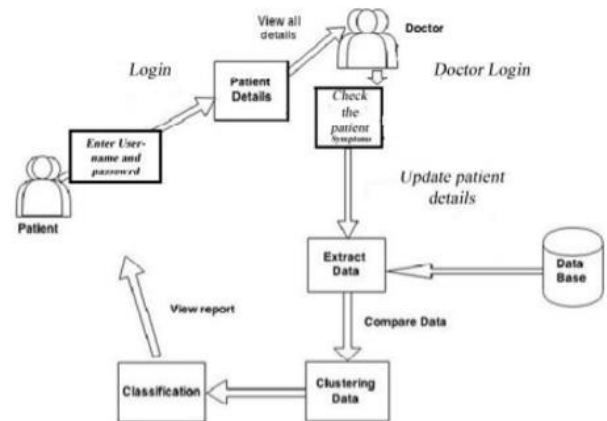 View all
details
Doctor
Login
Doctor Login
Patient
Details
Check
the
patient
Symptoms
Enter User-
name and
passowrd
Update patient
details
Patient
Extract
Data
Data
Base
View report
Compare Data
Classification
Clustering
Data